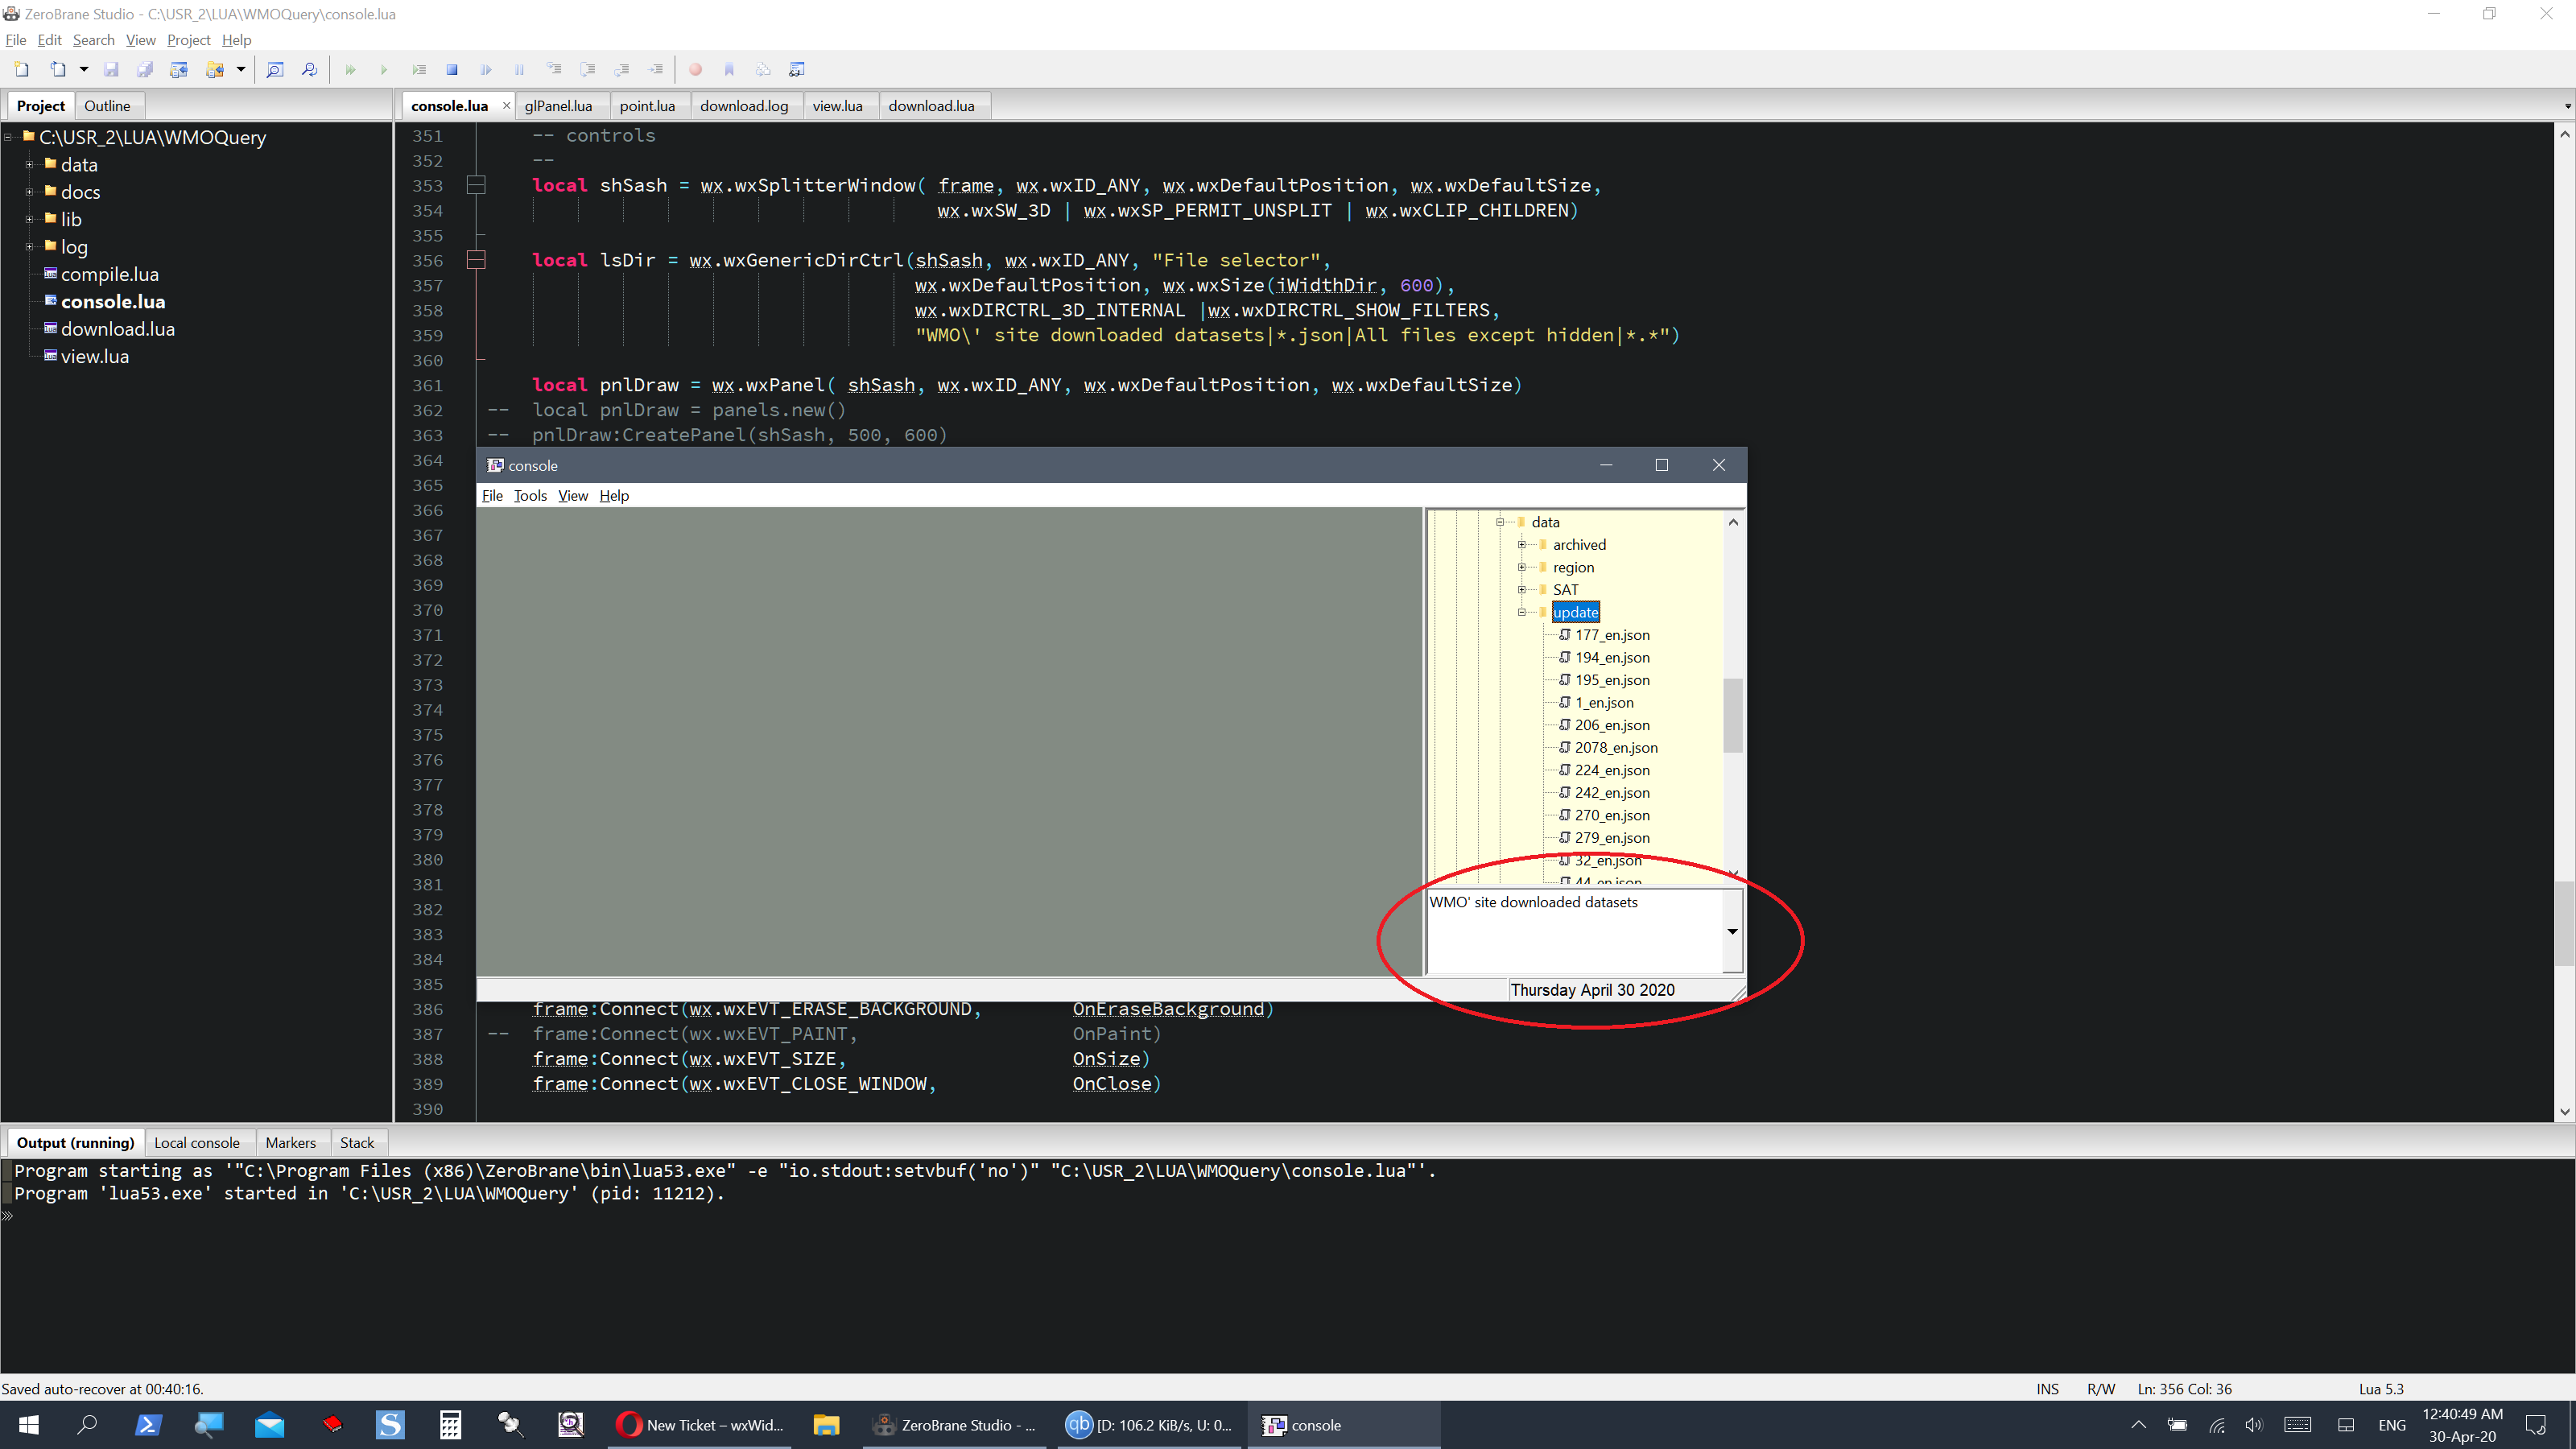 ZeroBrane Studio - C:\USR_2\LUA\WMOQuery\console.lua
File Edit Search View Project Help
Project Outline
console.lua glPanel.lua point.lua download.log view.lua download.lua
C:\USR_2\LUA\WMOQuery
data
docs
lib
log
compile.lua
console.lua
download.lua
view.lua
351 -- controls
352 --
353 local shSash = wx.wxSplitterWindow( frame, wx.wxID_ANY, wx.wxDefaultPosition, wx.wxDefaultSize,
354 wx.wxSW_3D | wx.wxSP_PERMIT_UNSPLIT | wx.wxCLIP_CHILDREN)
355
356 local lsDir = wx.wxGenericDirCtrl(shSash, wx.wxID_ANY, "File selector",
357 wx.wxDefaultPosition, wx.wxSize(iWidthDir, 600),
358 wx.wxDIRCTRL_3D_INTERNAL |wx.wxDIRCTRL_SHOW_FILTERS,
359 "WMO\' site downloaded datasets|*.json|All files except hidden|*.*")
360
361 local pnlDraw = wx.wxPanel( shSash, wx.wxID_ANY, wx.wxDefaultPosition, wx.wxDefaultSize)
362 -- local pnlDraw = panels.new()
363 -- pnlDraw:CreatePanel(shSash, 500, 600)
364
365
366
367
368
369
370
371
372
373
374
375
376
377
378
379
380
381
382
383
384
385
console
File Tools View Help
data
archived
region
SAT
update
177_en.json
194_en.json
195_en.json
1_en.json
206_en.json
2078_en.json
224_en.json
242_en.json
270_en.json
279_en.json
32_en.json
44_en.json
WMO' site downloaded datasets
Thursday April 30 2020
386 frame:Connect(wx.wxEVT_ERASE_BACKGROUND, OnEraseBackground)
387 -- frame:Connect(wx.wxEVT_PAINT, OnPaint)
388 frame:Connect(wx.wxEVT_SIZE, OnSize)
389 frame:Connect(wx.wxEVT_CLOSE_WINDOW, OnClose)
390
Output (running) Local console Markers Stack
Program starting as '"C:\Program Files (x86)\ZeroBrane\bin\lua53.exe" -e "io.stdout:setvbuf('no')" "C:\USR_2\LUA\WMOQuery\console.lua"'.
Program 'lua53.exe' started in 'C:\USR_2\LUA\WMOQuery' (pid: 11212).
Saved auto-recover at 00:40:16.
INS R/W Ln: 356 Col: 36 Lua 5.3
New Ticket – wxWid...
ZeroBrane Studio - ...
qb [D: 106.2 KiB/s, U: 0...
console
ENG
12:40:49 AM
30-Apr-20